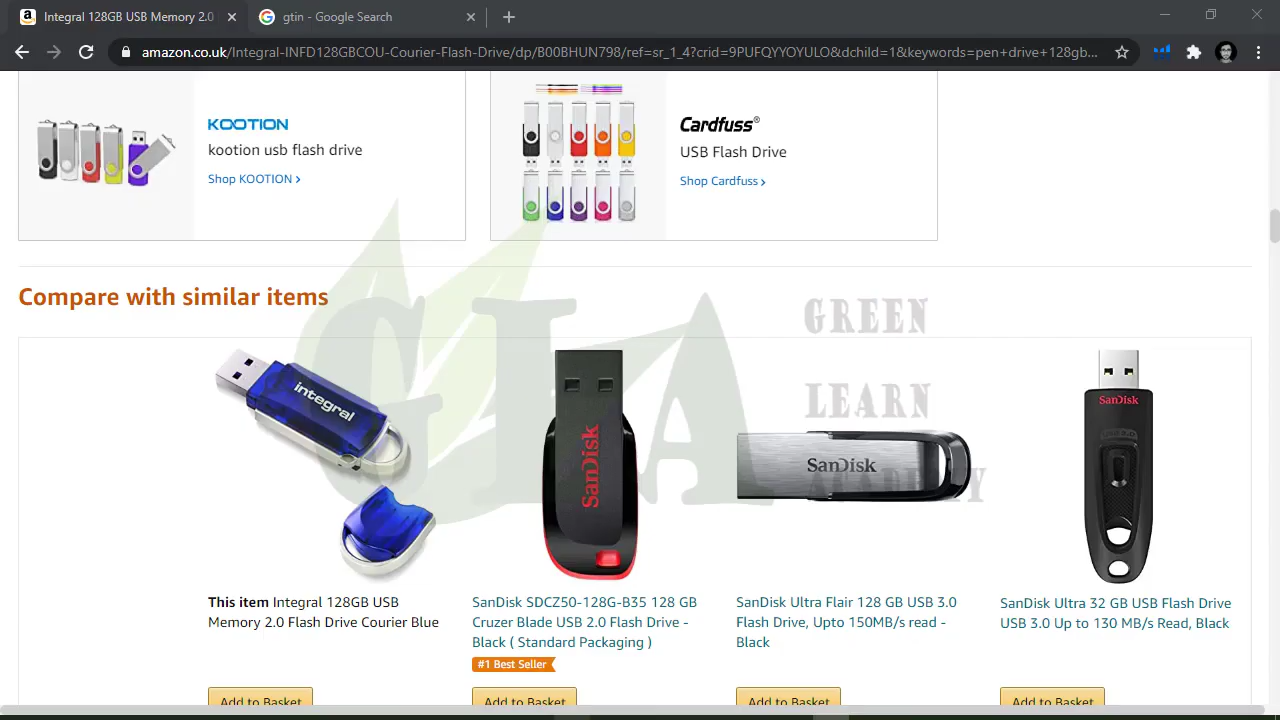 Integral 128GB USB Memory 2.0
gtin - Google Search
amazon.co.uk/Integral-INFD128GBCOU-Courier-Flash-Drive/dp/B00BHUN798/ref=sr_1_4?crid=9PUFQYYOYULO&dchild=1&keywords=pen+drive+128gb...
KOOTION
kootion usb flash drive
Shop KOOTION ›
Cardfuss®
USB Flash Drive
Shop Cardfuss ›
Compare with similar items
GLA
GREEN
LEARN
ACADEMY
integral
SanDisk
SanDisk
SanDisk
This item Integral 128GB USB
Memory 2.0 Flash Drive Courier Blue
SanDisk SDCZ50-128G-B35 128 GB
Cruzer Blade USB 2.0 Flash Drive -
Black ( Standard Packaging )
#1 Best Seller
SanDisk Ultra Flair 128 GB USB 3.0
Flash Drive, Upto 150MB/s read -
Black
SanDisk Ultra 32 GB USB Flash Drive
USB 3.0 Up to 130 MB/s Read, Black
Add to Basket
Add to Basket
Add to Basket
Add to Basket